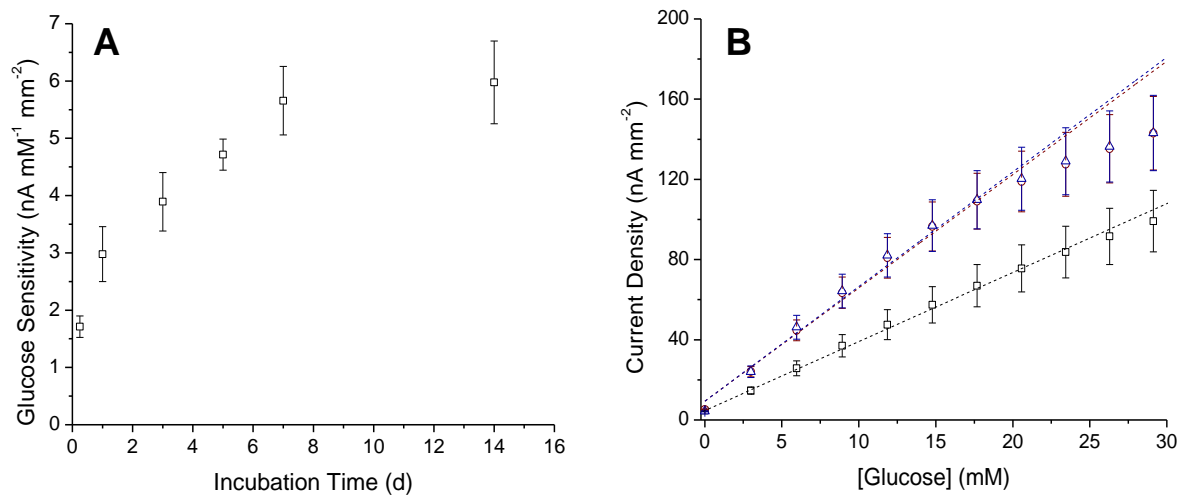 A
Glucose Sensitivity (nA mM⁻¹ mm⁻²)
7
6
5
4
3
2
1
0
0 2 4 6 8 10 12 14 16
Incubation Time (d)
B
Current Density (nA mm⁻²)
200
160
120
80
40
0
0 5 10 15 20 25 30
[Glucose] (mM)